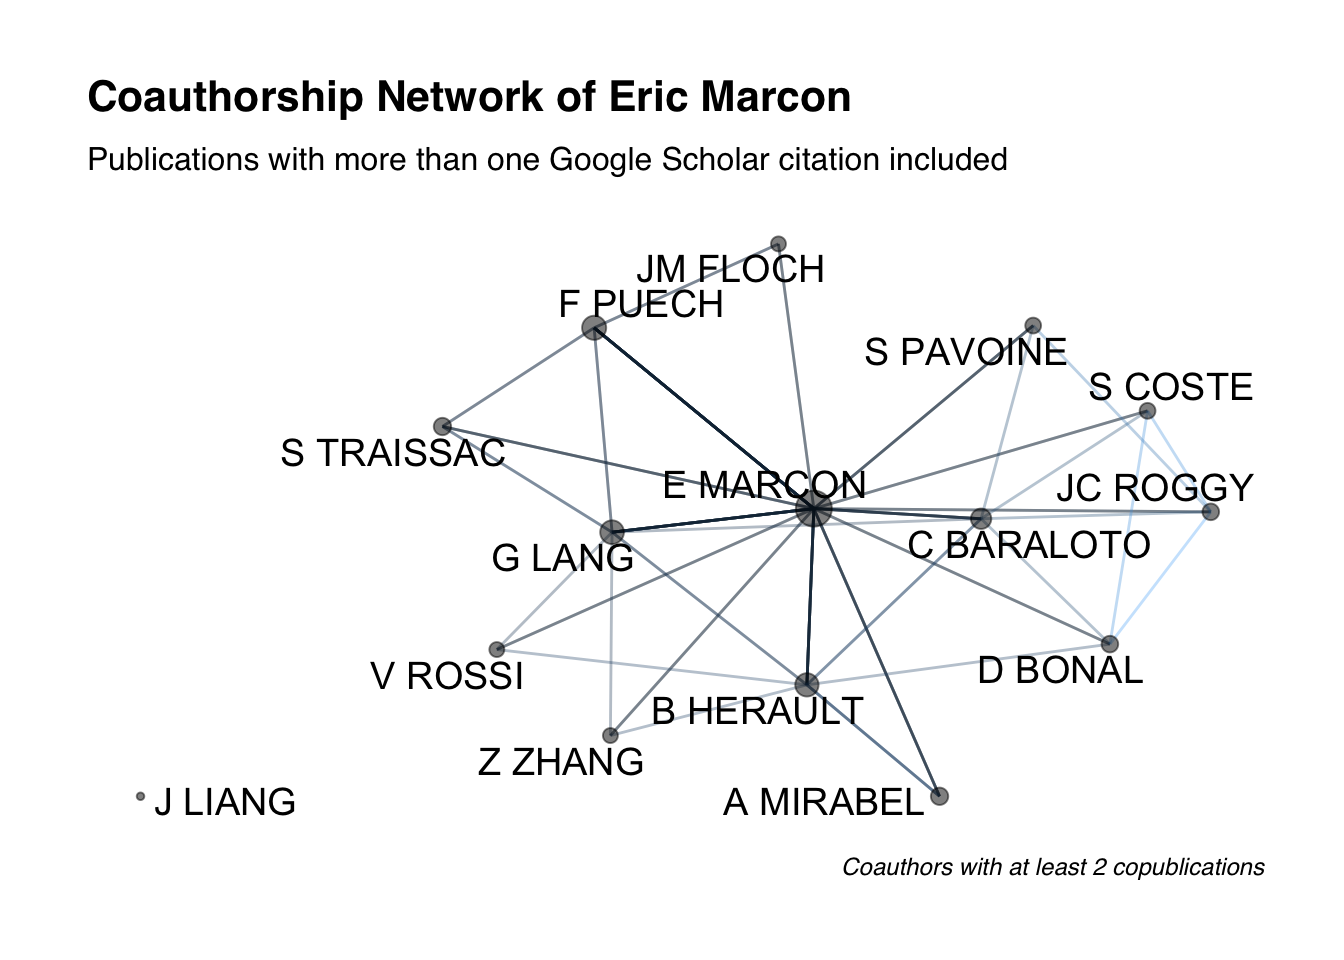 Coauthorship Network of Eric Marcon
Publications with more than one Google Scholar citation included
JM FLOCH
F PUECH
S PAVOINE
S COSTE
S TRAISSAC
E MARCON
JC ROGGY
G LANG
C BARALOTO
V ROSSI
D BONAL
B HERAULT
Z ZHANG
J LIANG
A MIRABEL
Coauthors with at least 2 copublications